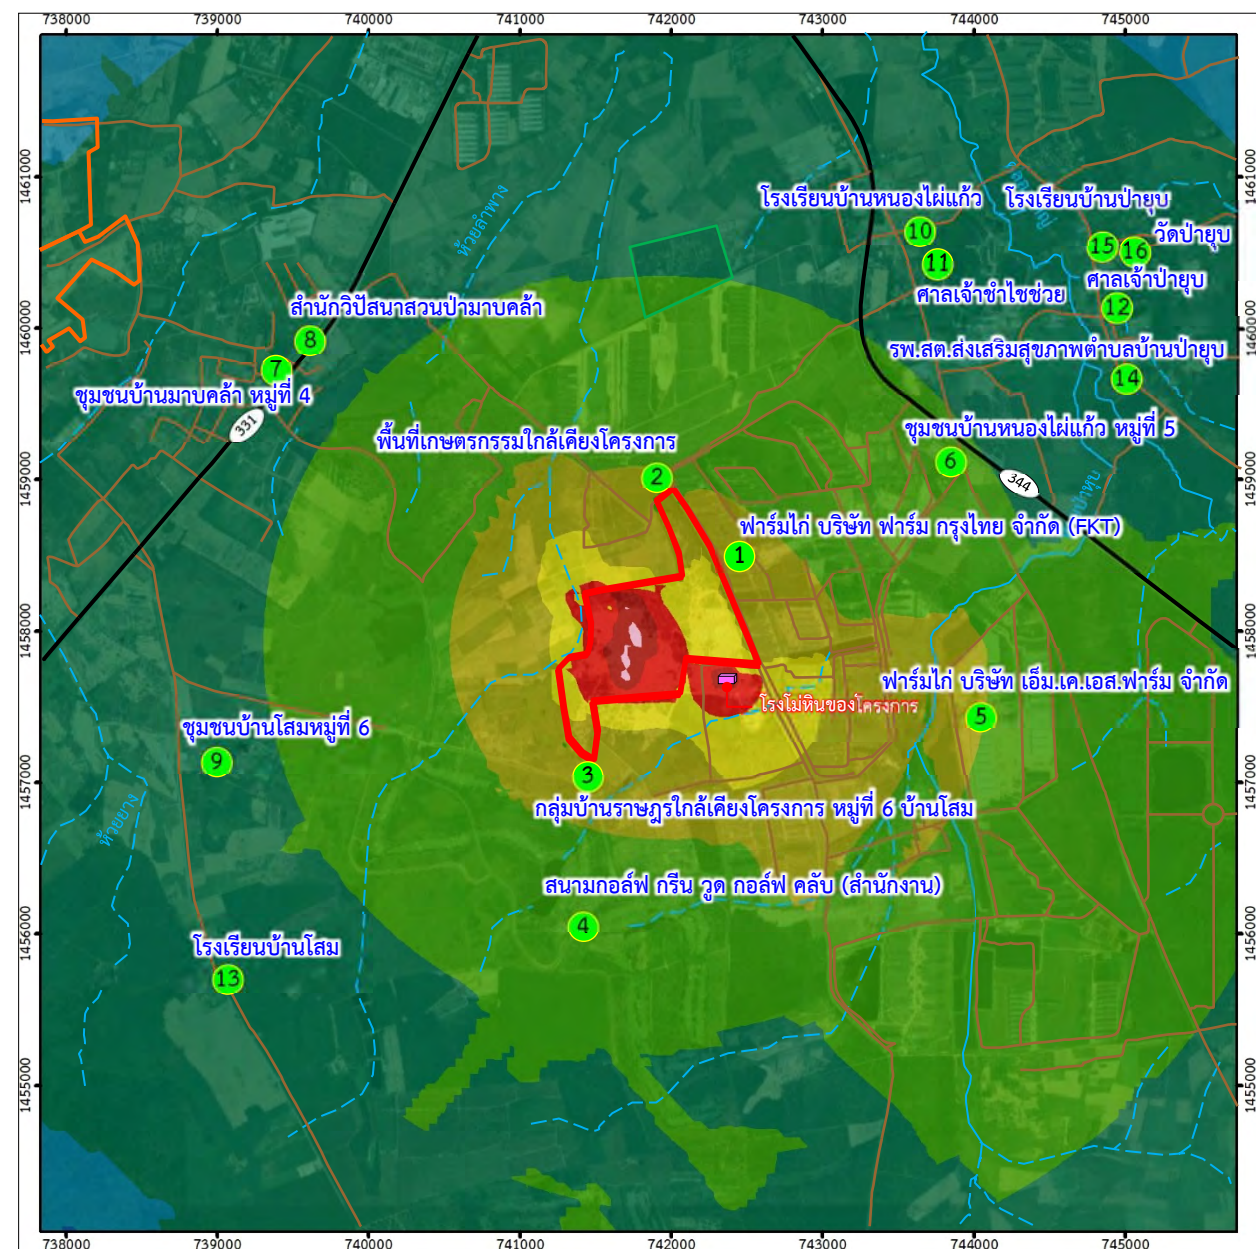 738000 739000 740000 741000 742000 743000 744000 745000
1461000 1461000
โรงเรียนบ้านหนองไผ่แก้ว
โรงเรียนบ้านป่ายุบ
ห้วยลำพาง
10
15
16
วัดป่ายุบ
11
ศาลเจ้าป่ายุบ
ศาลเจ้าชำไชช่วย
สำนักวิปัสนาสวนป่ามาบคล้า
12
1460000 1460000
8
รพ.สต.ส่งเสริมสุขภาพตำบลบ้านป่ายุบ
7
14
ชุมชนบ้านมาบคล้า หมู่ที่ 4
331
พื้นที่เกษตรกรรมใกล้เคียงโครงการ
ชุมชนบ้านหนองไผ่แก้ว หมู่ที่ 5
6
2
344
1459000 1459000
ฟาร์มไก่ บริษัท ฟาร์ม กรุงไทย จำกัด (FKT)
1
1458000 1458000
ฟาร์มไก่ บริษัท เอ็ม.เค.เอส.ฟาร์ม จำกัด
โรงโม่หินของโครงการ
5
ชุมชนบ้านโสมหมู่ที่ 6
9
3
1457000 1457000
กลุ่มบ้านราษฎรใกล้เคียงโครงการ หมู่ที่ 6 บ้านโสม
ห้วยยาง
สนามกอล์ฟ กรีน วูด กอล์ฟ คลับ (สำนักงาน)
4
1456000 1456000
โรงเรียนบ้านโสม
13
1455000 1455000
738000 739000 740000 741000 742000 743000 744000 745000